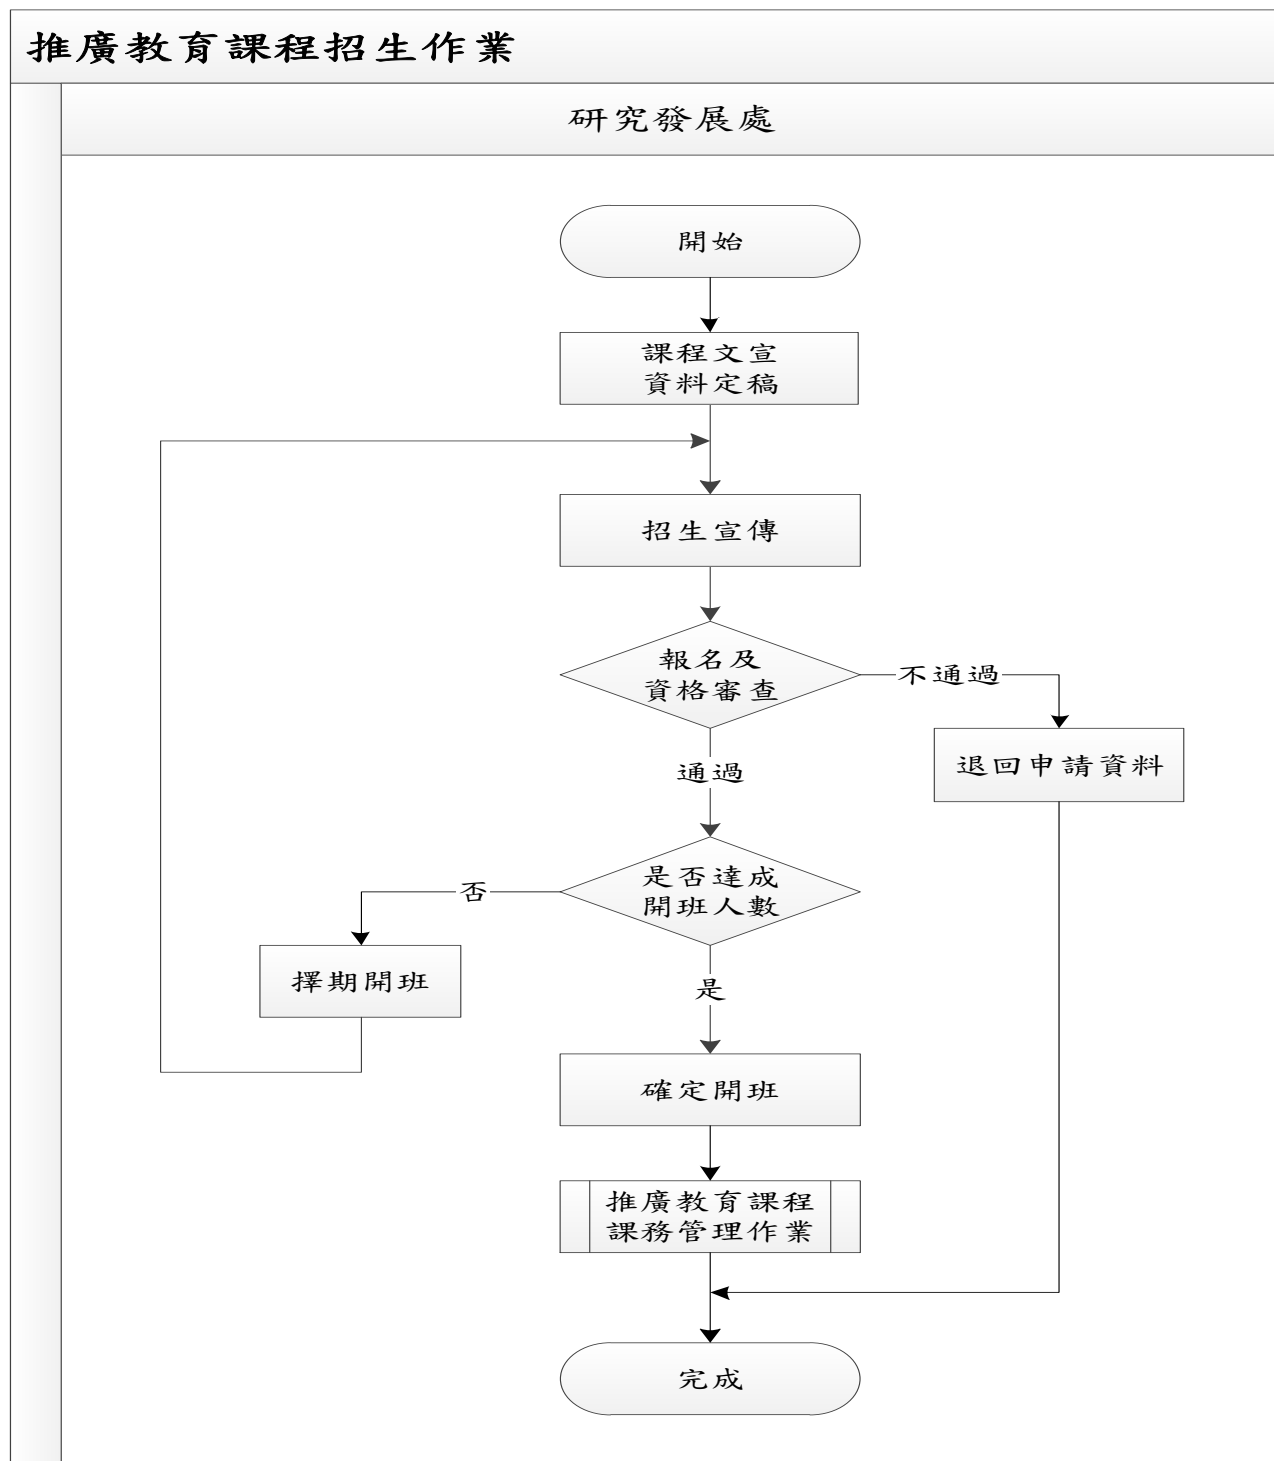 推廣教育課程招生作業
研究發展處
開始
課程文宣
資料定稿
招生宣傳
報名及
資格審查
不通過
通過
退回申請資料
是否達成
開班人數
否
擇期開班
是
確定開班
推廣教育課程
課務管理作業
完成